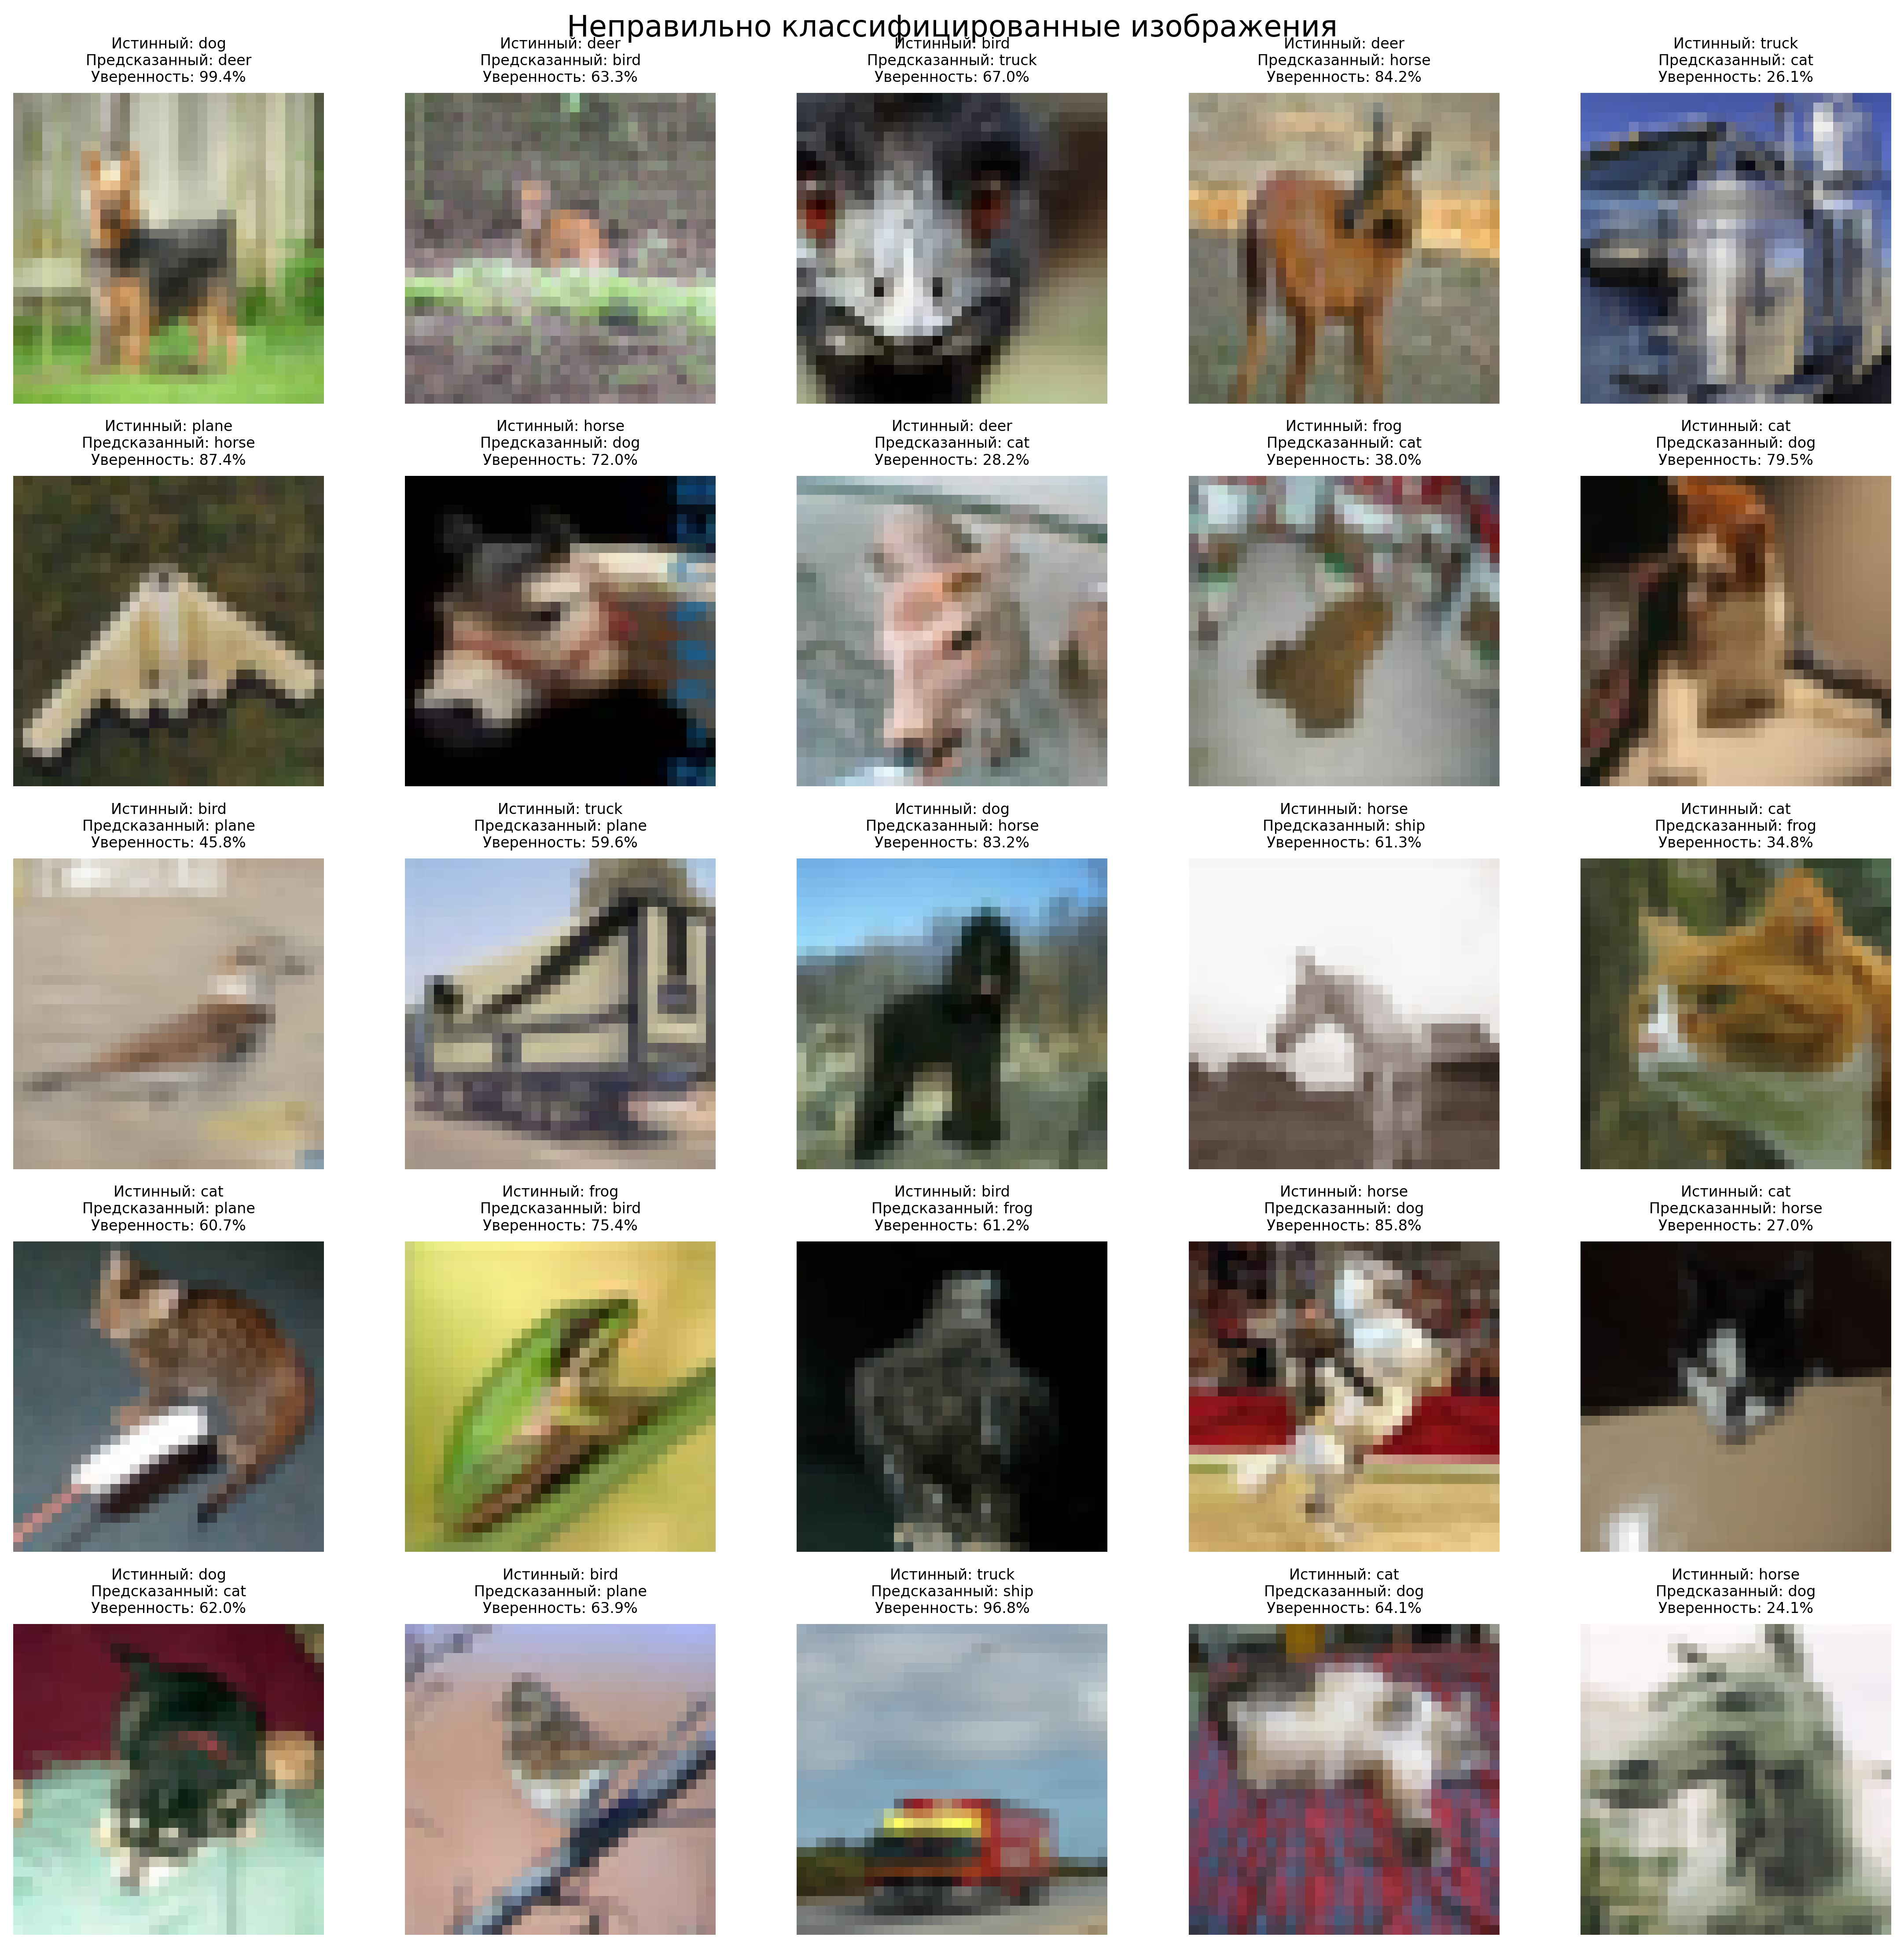 Неправильно классифицированные изображения
Истинный: dog
Предсказанный: deer
Уверенность: 99.4%
Истинный: deer
Предсказанный: bird
Уверенность: 63.3%
Истинный: bird
Предсказанный: truck
Уверенность: 67.0%
Истинный: deer
Предсказанный: horse
Уверенность: 84.2%
Истинный: truck
Предсказанный: cat
Уверенность: 26.1%
Истинный: plane
Предсказанный: horse
Уверенность: 87.4%
Истинный: horse
Предсказанный: dog
Уверенность: 72.0%
Истинный: deer
Предсказанный: cat
Уверенность: 28.2%
Истинный: frog
Предсказанный: cat
Уверенность: 38.0%
Истинный: cat
Предсказанный: dog
Уверенность: 79.5%
Истинный: bird
Предсказанный: plane
Уверенность: 45.8%
Истинный: truck
Предсказанный: plane
Уверенность: 59.6%
Истинный: dog
Предсказанный: horse
Уверенность: 83.2%
Истинный: horse
Предсказанный: ship
Уверенность: 61.3%
Истинный: cat
Предсказанный: frog
Уверенность: 34.8%
Истинный: cat
Предсказанный: plane
Уверенность: 60.7%
Истинный: frog
Предсказанный: bird
Уверенность: 75.4%
Истинный: bird
Предсказанный: frog
Уверенность: 61.2%
Истинный: horse
Предсказанный: dog
Уверенность: 85.8%
Истинный: cat
Предсказанный: horse
Уверенность: 27.0%
Истинный: dog
Предсказанный: cat
Уверенность: 62.0%
Истинный: bird
Предсказанный: plane
Уверенность: 63.9%
Истинный: truck
Предсказанный: ship
Уверенность: 96.8%
Истинный: cat
Предсказанный: dog
Уверенность: 64.1%
Истинный: horse
Предсказанный: dog
Уверенность: 24.1%